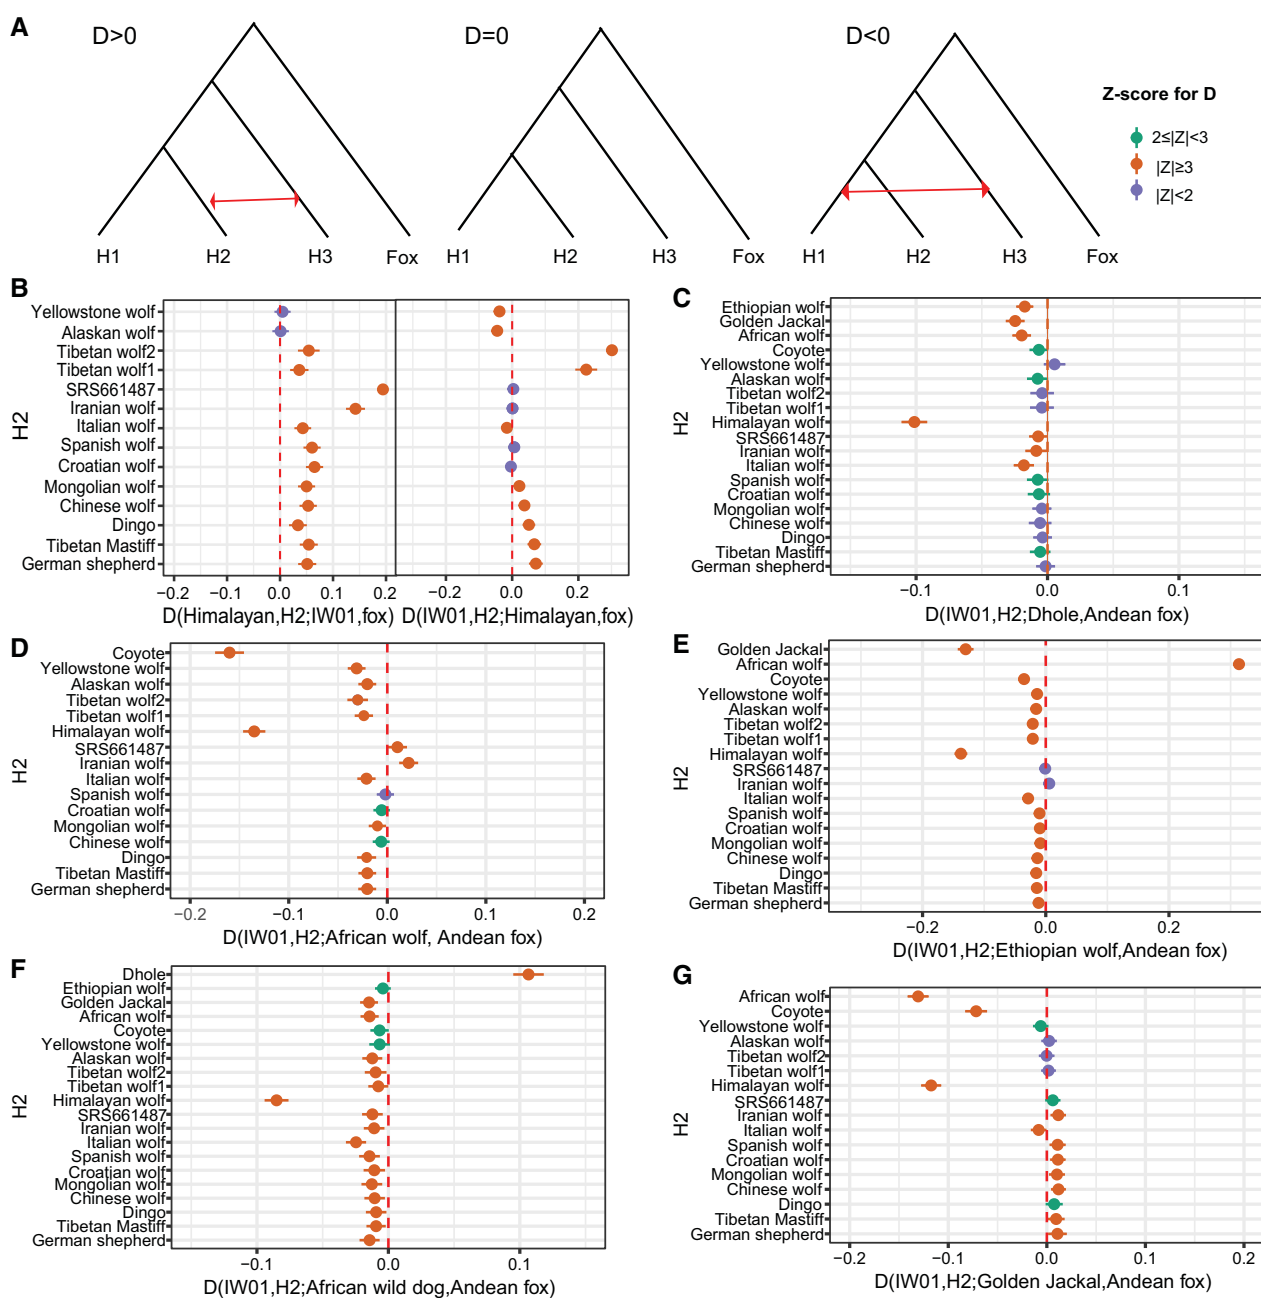 A
D>0
D=0
D<0
Z-score for D
2≤|Z|<3
|Z|≥3
|Z|<2
H1 H2 H3 Fox
H1 H2 H3 Fox
H1 H2 H3 Fox
B
H2
Yellowstone wolf
Alaskan wolf
Tibetan wolf2
Tibetan wolf1
SRS661487
Iranian wolf
Italian wolf
Spanish wolf
Croatian wolf
Mongolian wolf
Chinese wolf
Dingo
Tibetan Mastiff
German shepherd
−0.2 −0.1 0.0 0.1 0.2
−0.2 0.0 0.2
D(Himalayan,H2;IW01,fox)
D(IW01,H2;Himalayan,fox)
C
H2
Ethiopian wolf
Golden Jackal
African wolf
Coyote
Yellowstone wolf
Alaskan wolf
Tibetan wolf2
Tibetan wolf1
Himalayan wolf
SRS661487
Iranian wolf
Italian wolf
Spanish wolf
Croatian wolf
Mongolian wolf
Chinese wolf
Dingo
Tibetan Mastiff
German shepherd
−0.1 0.0 0.1
D(IW01,H2;Dhole,Andean fox)
D
H2
Coyote
Yellowstone wolf
Alaskan wolf
Tibetan wolf2
Tibetan wolf1
Himalayan wolf
SRS661487
Iranian wolf
Italian wolf
Spanish wolf
Croatian wolf
Mongolian wolf
Chinese wolf
Dingo
Tibetan Mastiff
German shepherd
−0.2 −0.1 0.0 0.1 0.2
D(IW01,H2;African wolf, Andean fox)
E
H2
Golden Jackal
African wolf
Coyote
Yellowstone wolf
Alaskan wolf
Tibetan wolf2
Tibetan wolf1
Himalayan wolf
SRS661487
Iranian wolf
Italian wolf
Spanish wolf
Croatian wolf
Mongolian wolf
Chinese wolf
Dingo
Tibetan Mastiff
German shepherd
−0.2 0.0 0.2
D(IW01,H2;Ethiopian wolf,Andean fox)
F
H2
Dhole
Ethiopian wolf
Golden Jackal
African wolf
Coyote
Yellowstone wolf
Alaskan wolf
Tibetan wolf2
Tibetan wolf1
Himalayan wolf
SRS661487
Iranian wolf
Italian wolf
Spanish wolf
Croatian wolf
Mongolian wolf
Chinese wolf
Dingo
Tibetan Mastiff
German shepherd
−0.1 0.0 0.1
D(IW01,H2;African wild dog,Andean fox)
G
H2
African wolf
Coyote
Yellowstone wolf
Alaskan wolf
Tibetan wolf2
Tibetan wolf1
Himalayan wolf
SRS661487
Iranian wolf
Italian wolf
Spanish wolf
Croatian wolf
Mongolian wolf
Chinese wolf
Dingo
Tibetan Mastiff
German shepherd
−0.2 −0.1 0.0 0.1 0.2
D(IW01,H2;Golden Jackal,Andean fox)